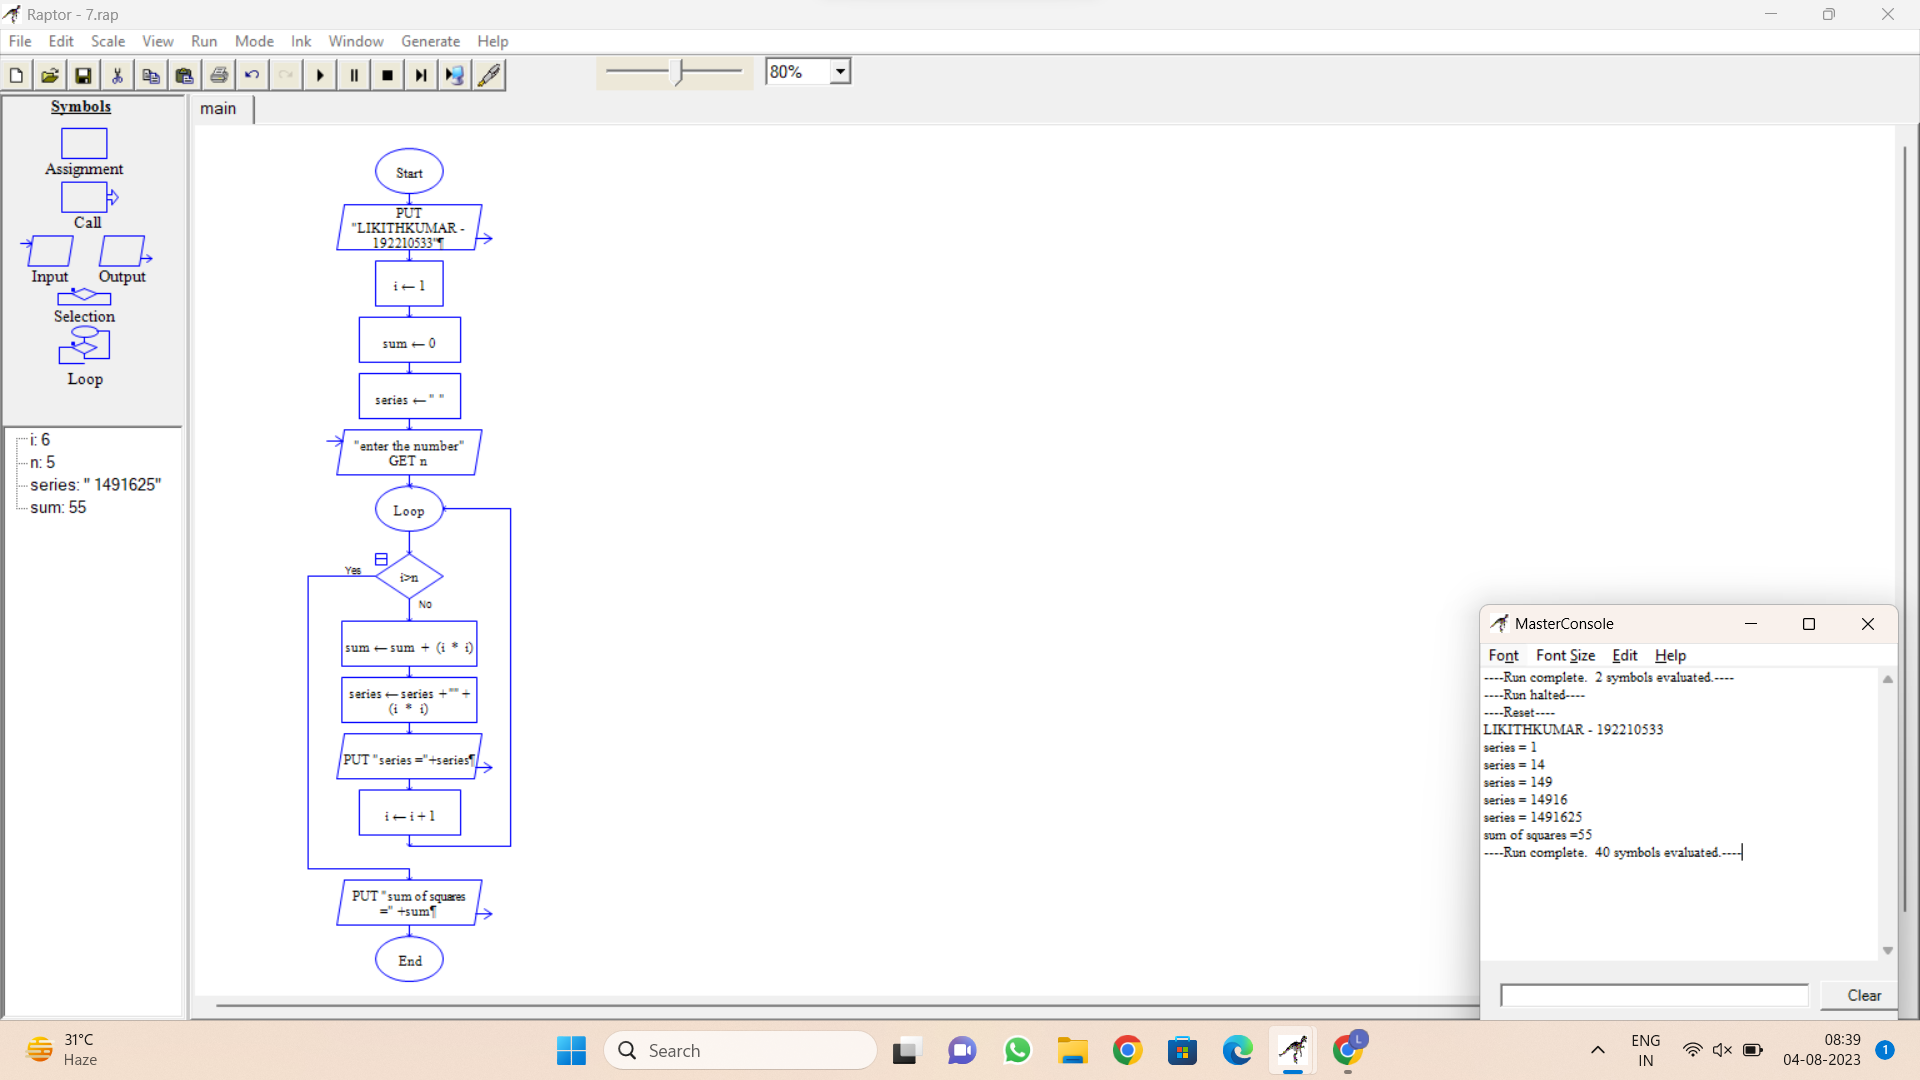 Raptor - 7.rap
File Edit Scale View Run Mode Ink Window Generate Help
80%
Symbols
Assignment
Call
Input Output
Selection
Loop
i: 6
n: 5
series: " 1491625"
sum: 55
main
Start
PUT
"LIKITHKUMAR -
192210533"¶
i ← 1
sum ← 0
series ← " "
"enter the number"
GET n
Loop
Yes
i>n
No
sum ← sum + (i * i)
series ← series +""+
(i * i)
PUT "series ="+series¶
i ← i + 1
PUT "sum of squares
=" +sum¶
End
MasterConsole
Font Font Size Edit Help
----Run complete. 2 symbols evaluated.----
----Run halted----
----Reset----
LIKITHKUMAR - 192210533
series = 1
series = 14
series = 149
series = 14916
series = 1491625
sum of squares =55
----Run complete. 40 symbols evaluated.----
Clear
31°C
Haze
Search
L
ENG
IN
08:39
04-08-2023
1